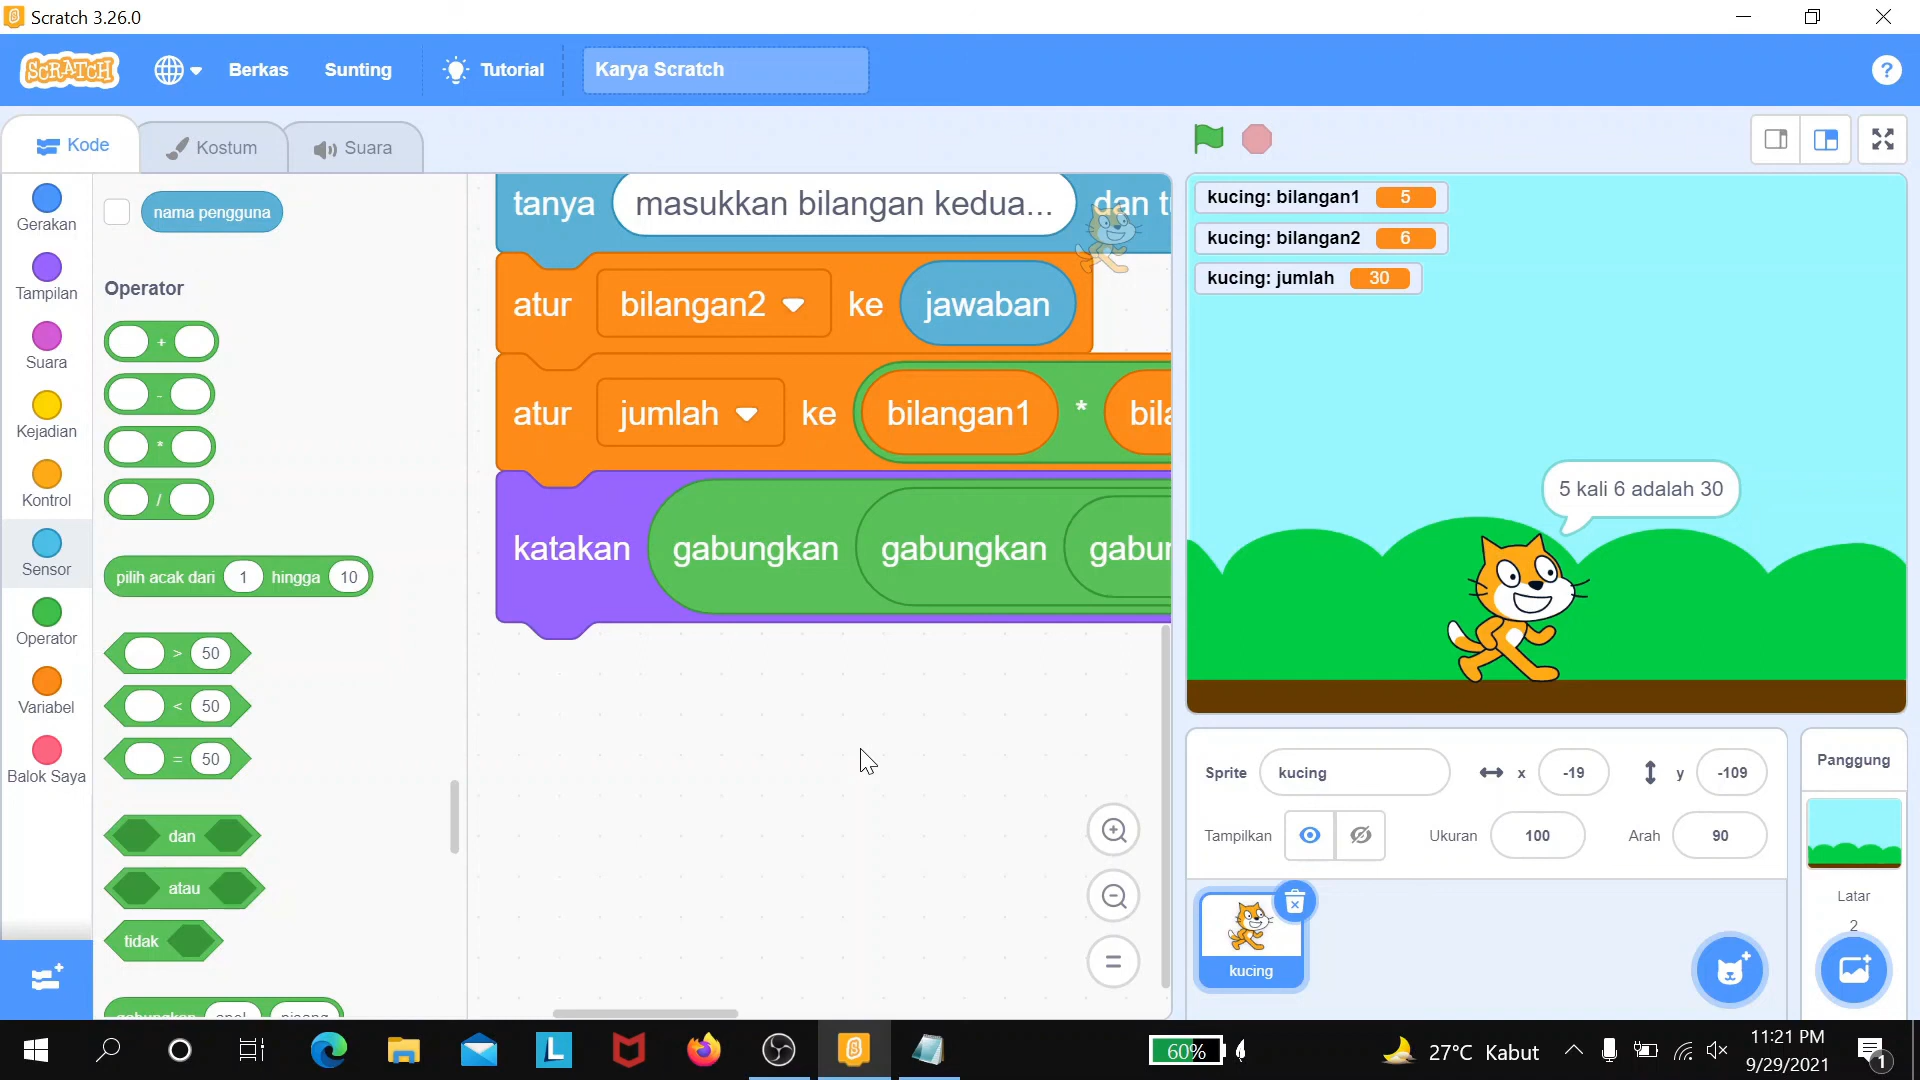 Scratch 3.26.0
SCRATCH
Berkas
Sunting
Tutorial
Karya Scratch
?
Kode
Kostum
Suara
Gerakan
Tampilan
Suara
Kejadian
Kontrol
Sensor
Operator
Variabel
Balok Saya
nama pengguna
Operator
+
-
*
/
pilih acak dari 1 hingga 10
> 50
< 50
= 50
dan
atau
tidak
tanya masukkan bilangan kedua... dan
atur bilangan2 ke jawaban
atur jumlah ke bilangan1 * bila
katakan gabungkan gabungkan gabun
kucing: bilangan1 5
kucing: bilangan2 6
kucing: jumlah 30
5 kali 6 adalah 30
Sprite kucing x -19 y -109
Tampilkan Ukuran 100 Arah 90
kucing
Panggung
Latar
2
60%
27°C Kabut
11:21 PM
9/29/2021
1